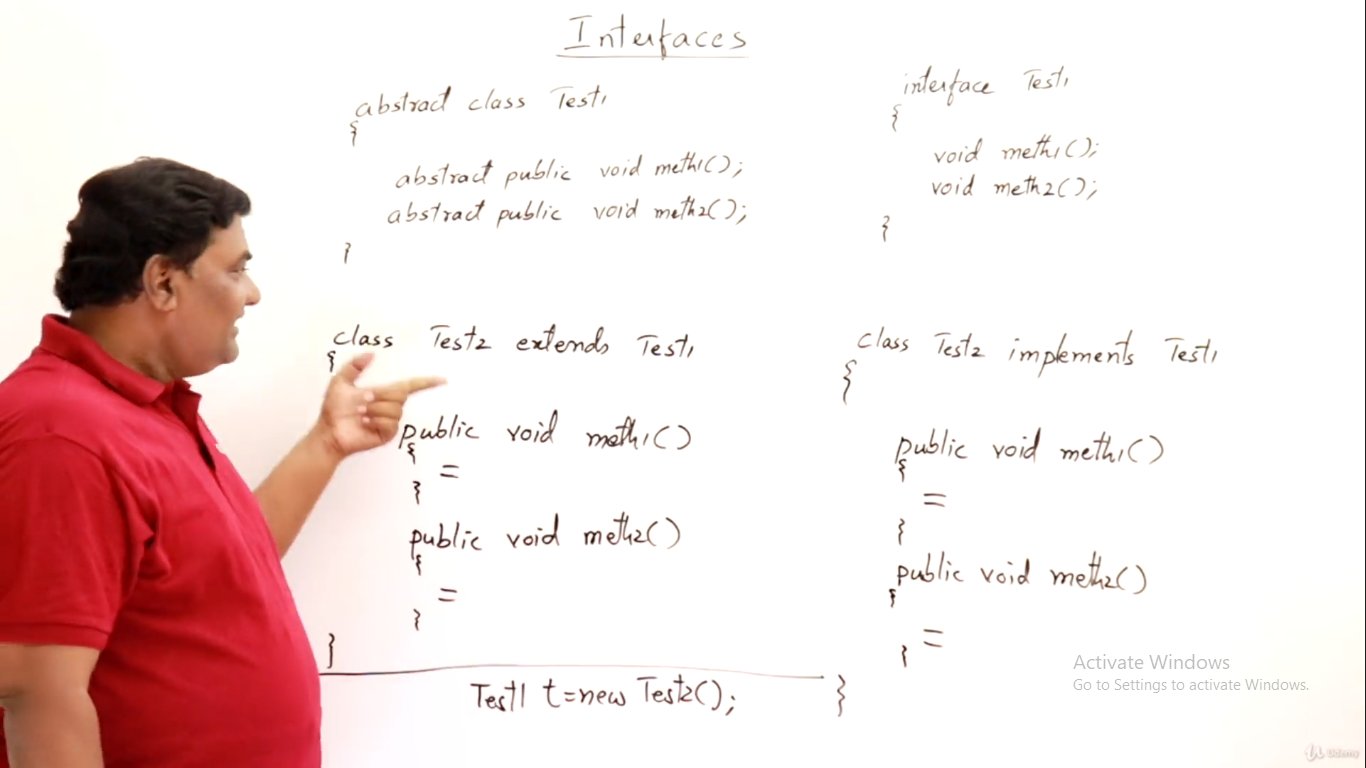 Interfaces
abstract class Test1
{
abstract public void meth1();
abstract public void meth2();
}
class Test2 extends Test1
{
public void meth1()
{
=
}
public void meth2()
{
=
}
}
Test1 t=new Test2();
interface Test1
{
void meth1();
void meth2();
}
class Test2 implements Test1
{
public void meth1()
{
=
}
public void meth2()
{
=
}
}
Activate Windows
Go to Settings to activate Windows.
Udemy